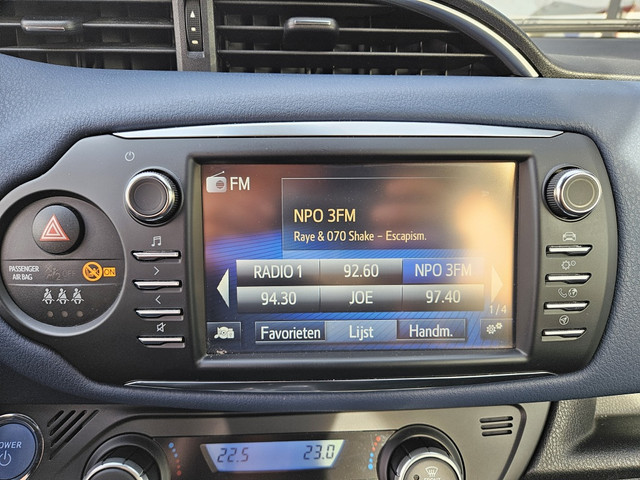 FM
NPO 3FM
Raye & 070 Shake - Escapism.
RADIO 1 92.60 NPO 3FM
94.30 JOE 97.40
1/4
Favorieten Lijst Handm.
PASSENGER
AIR BAG
ON
POWER
22.5 23.0